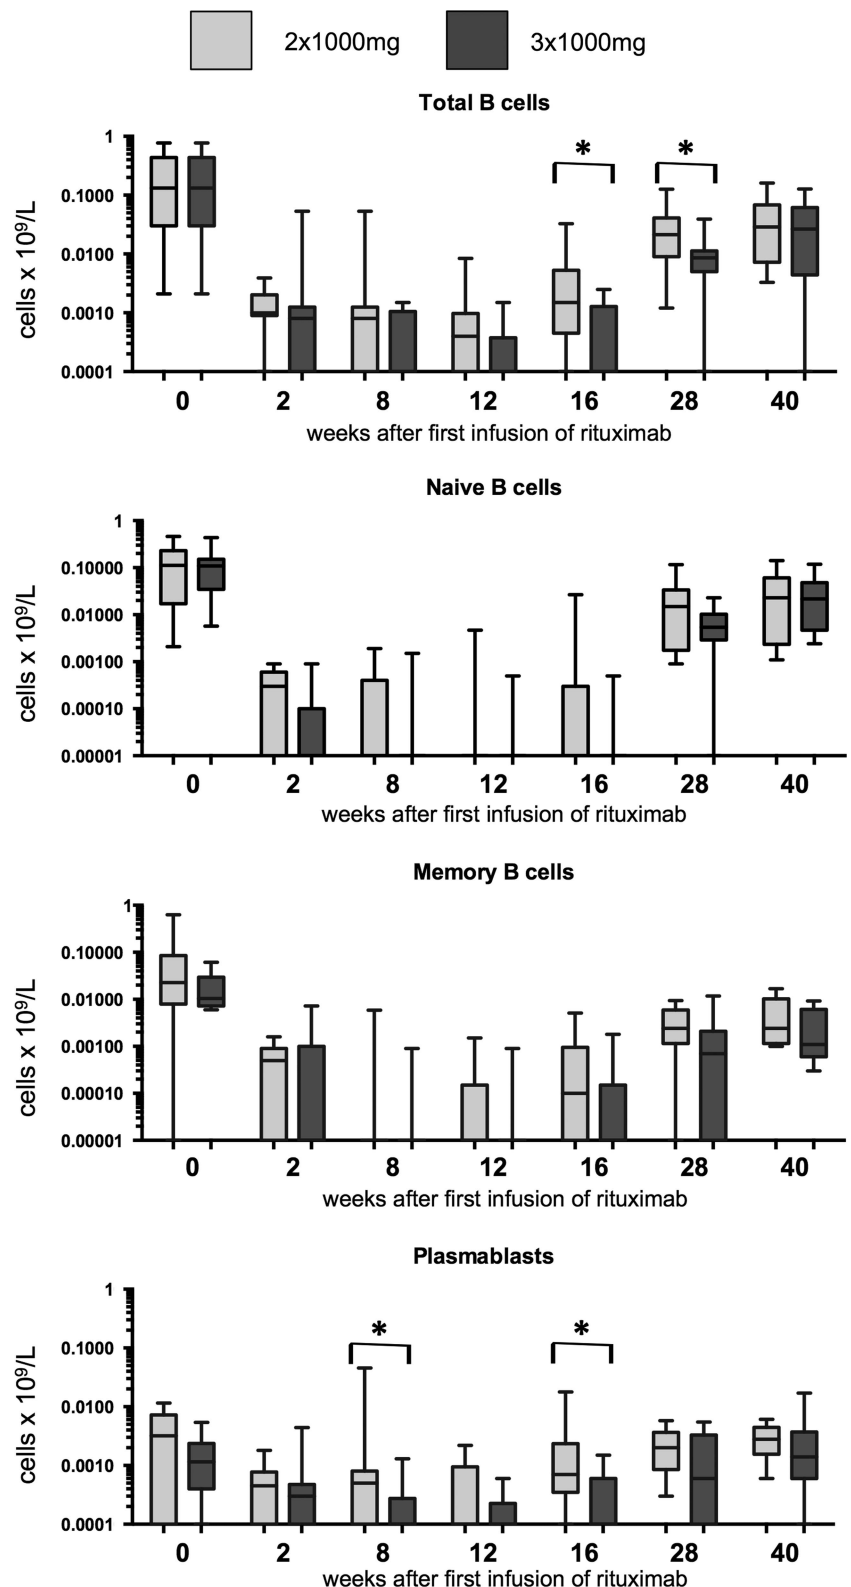 2x1000mg 3x1000mg
Total B cells
cells x 10⁹/L
1
0.1000
0.0100
0.0010
0.0001
* *
0 2 8 12 16 28 40
weeks after first infusion of rituximab
Naive B cells
cells x 10⁹/L
1
0.10000
0.01000
0.00100
0.00010
0.00001
0 2 8 12 16 28 40
weeks after first infusion of rituximab
Memory B cells
cells x 10⁹/L
1
0.10000
0.01000
0.00100
0.00010
0.00001
0 2 8 12 16 28 40
weeks after first infusion of rituximab
Plasmablasts
cells x 10⁹/L
1
0.1000
0.0100
0.0010
0.0001
* *
0 2 8 12 16 28 40
weeks after first infusion of rituximab